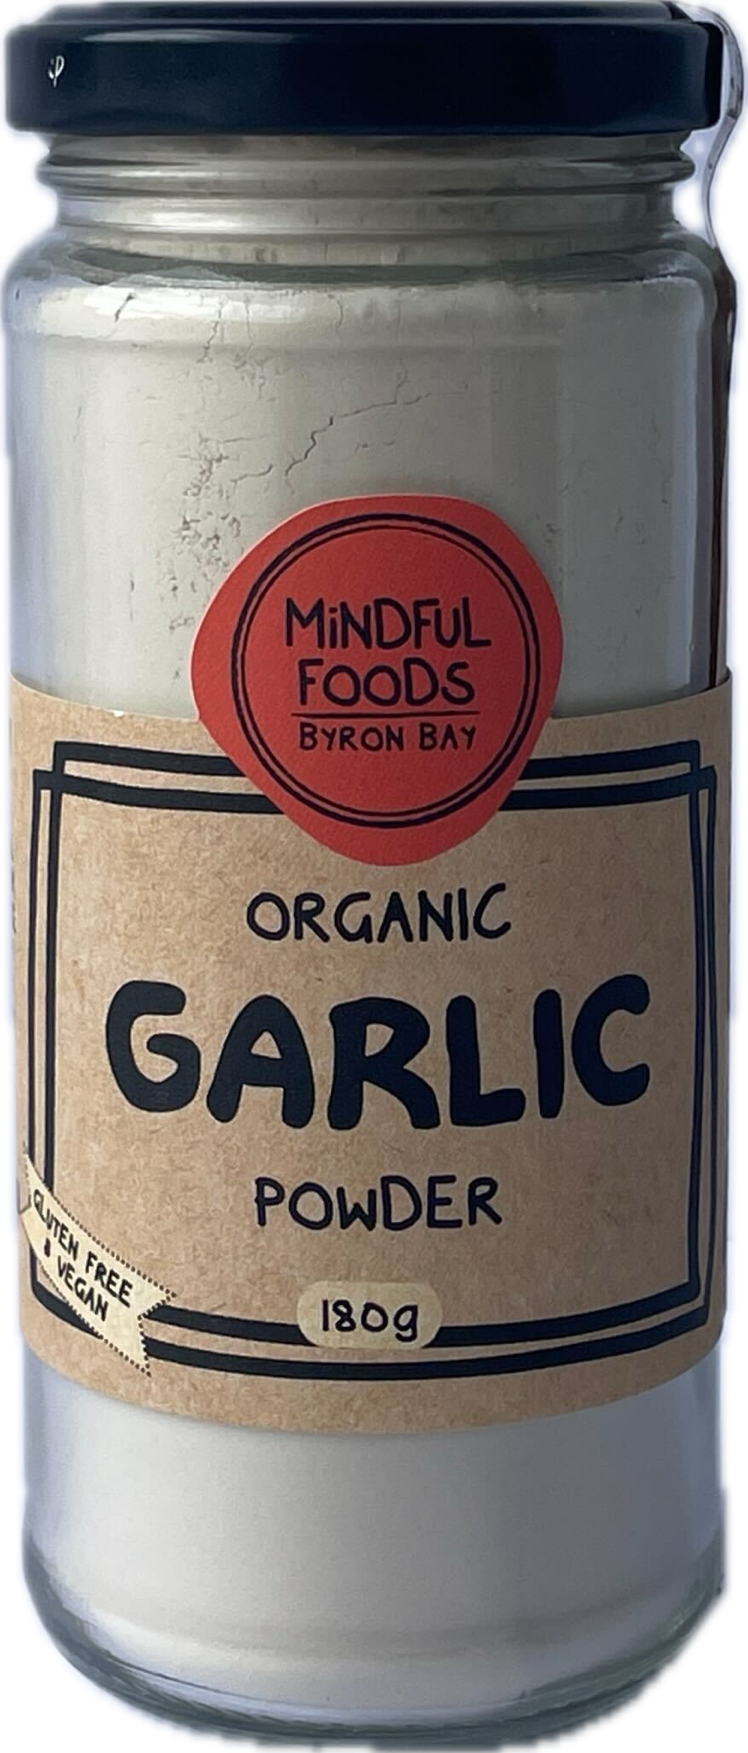 MiNDFUL
FOODS
BYRON BAY
ORGANIC
GARLIC
POWDER
GLUTEN FREE
& VEGAN
180g